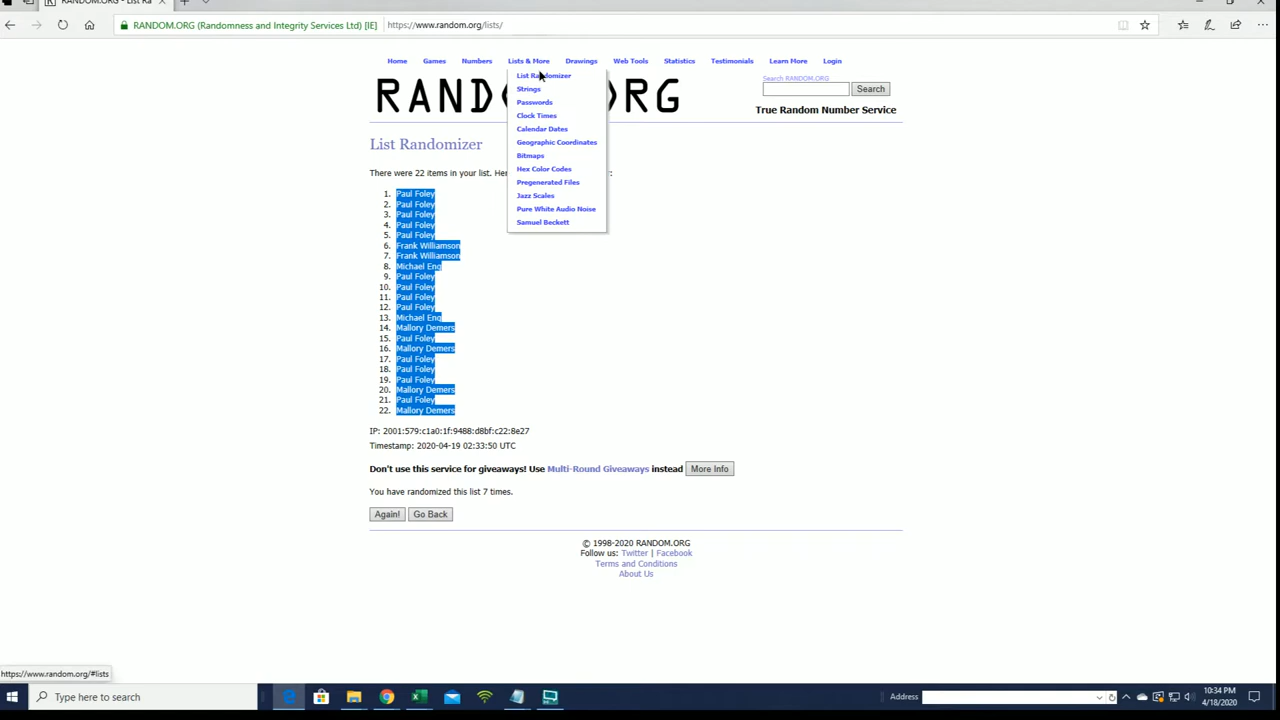 RANDOM.ORG - List Ra
RANDOM.ORG (Randomness and Integrity Services Ltd) [IE]
https://www.random.org/lists/
Home Games Numbers Lists & More Drawings Web Tools Statistics Testimonials Learn More Login
List Randomizer
Strings
Passwords
Clock Times
Calendar Dates
Geographic Coordinates
Bitmaps
Hex Color Codes
Pregenerated Files
Jazz Scales
Pure White Audio Noise
Samuel Beckett
Search RANDOM.ORG
Search
True Random Number Service
List Randomizer
There were 22 items in your list. Her
1. Paul Foley
2. Paul Foley
3. Paul Foley
4. Paul Foley
5. Paul Foley
6. Frank Williamson
7. Frank Williamson
8. Michael Eng
9. Paul Foley
10. Paul Foley
11. Paul Foley
12. Paul Foley
13. Michael Eng
14. Mallory Demers
15. Paul Foley
16. Mallory Demers
17. Paul Foley
18. Paul Foley
19. Paul Foley
20. Mallory Demers
21. Paul Foley
22. Mallory Demers
IP: 2001:579:c1a0:1f:9488:d8bf:c22:8e27
Timestamp: 2020-04-19 02:33:50 UTC
Don't use this service for giveaways! Use Multi-Round Giveaways instead More Info
You have randomized this list 7 times.
Again! Go Back
© 1998-2020 RANDOM.ORG
Follow us: Twitter | Facebook
Terms and Conditions
About Us
https://www.random.org/#lists
Type here to search
Address
10:34 PM
4/18/2020